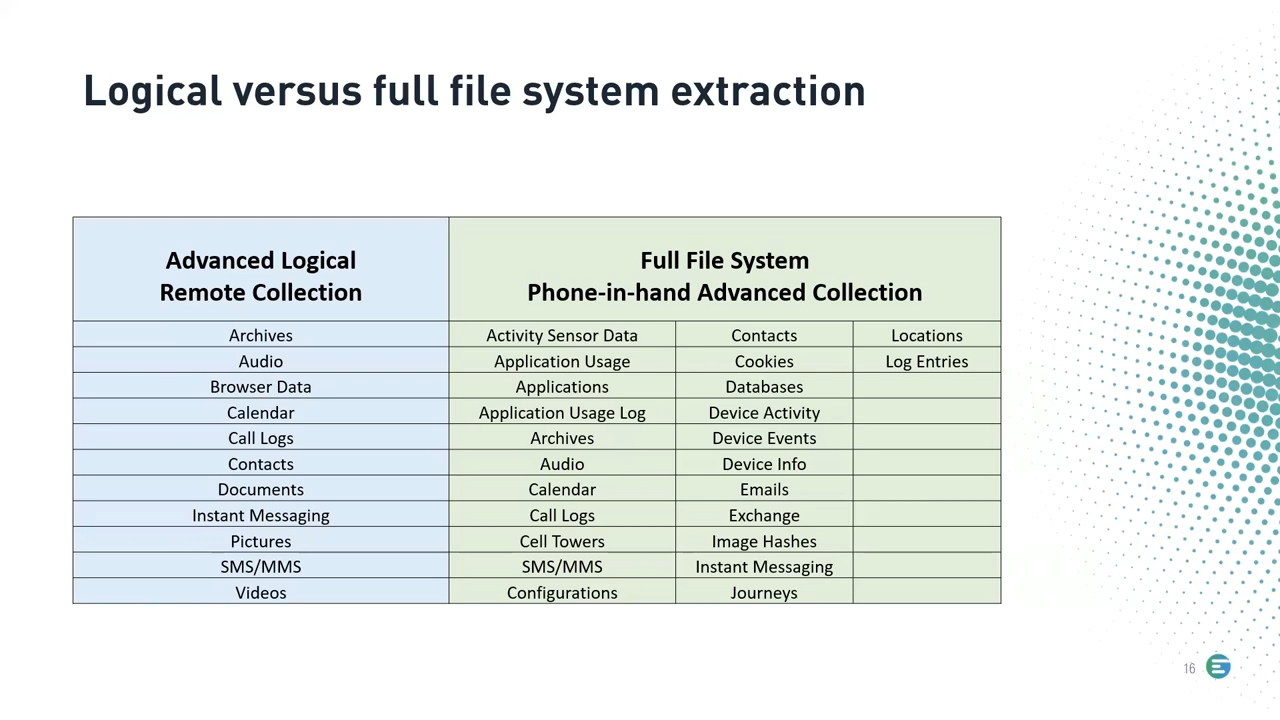 Logical versus full file system extraction
Advanced Logical
Remote Collection
Full File System
Phone-in-hand Advanced Collection
Archives Activity Sensor Data Contacts Locations
Audio Application Usage Cookies Log Entries
Browser Data Applications Databases
Calendar Application Usage Log Device Activity
Call Logs Archives Device Events
Contacts Audio Device Info
Documents Calendar Emails
Instant Messaging Call Logs Exchange
Pictures Cell Towers Image Hashes
SMS/MMS SMS/MMS Instant Messaging
Videos Configurations Journeys
16